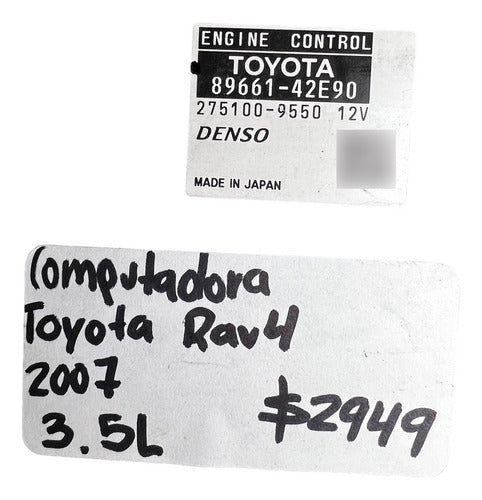 ENGINE CONTROL
TOYOTA
89661-42E90
275100-9550 12V
DENSO
MADE IN JAPAN
Computadora
Toyota Rav4
2007
3.5L
$2949